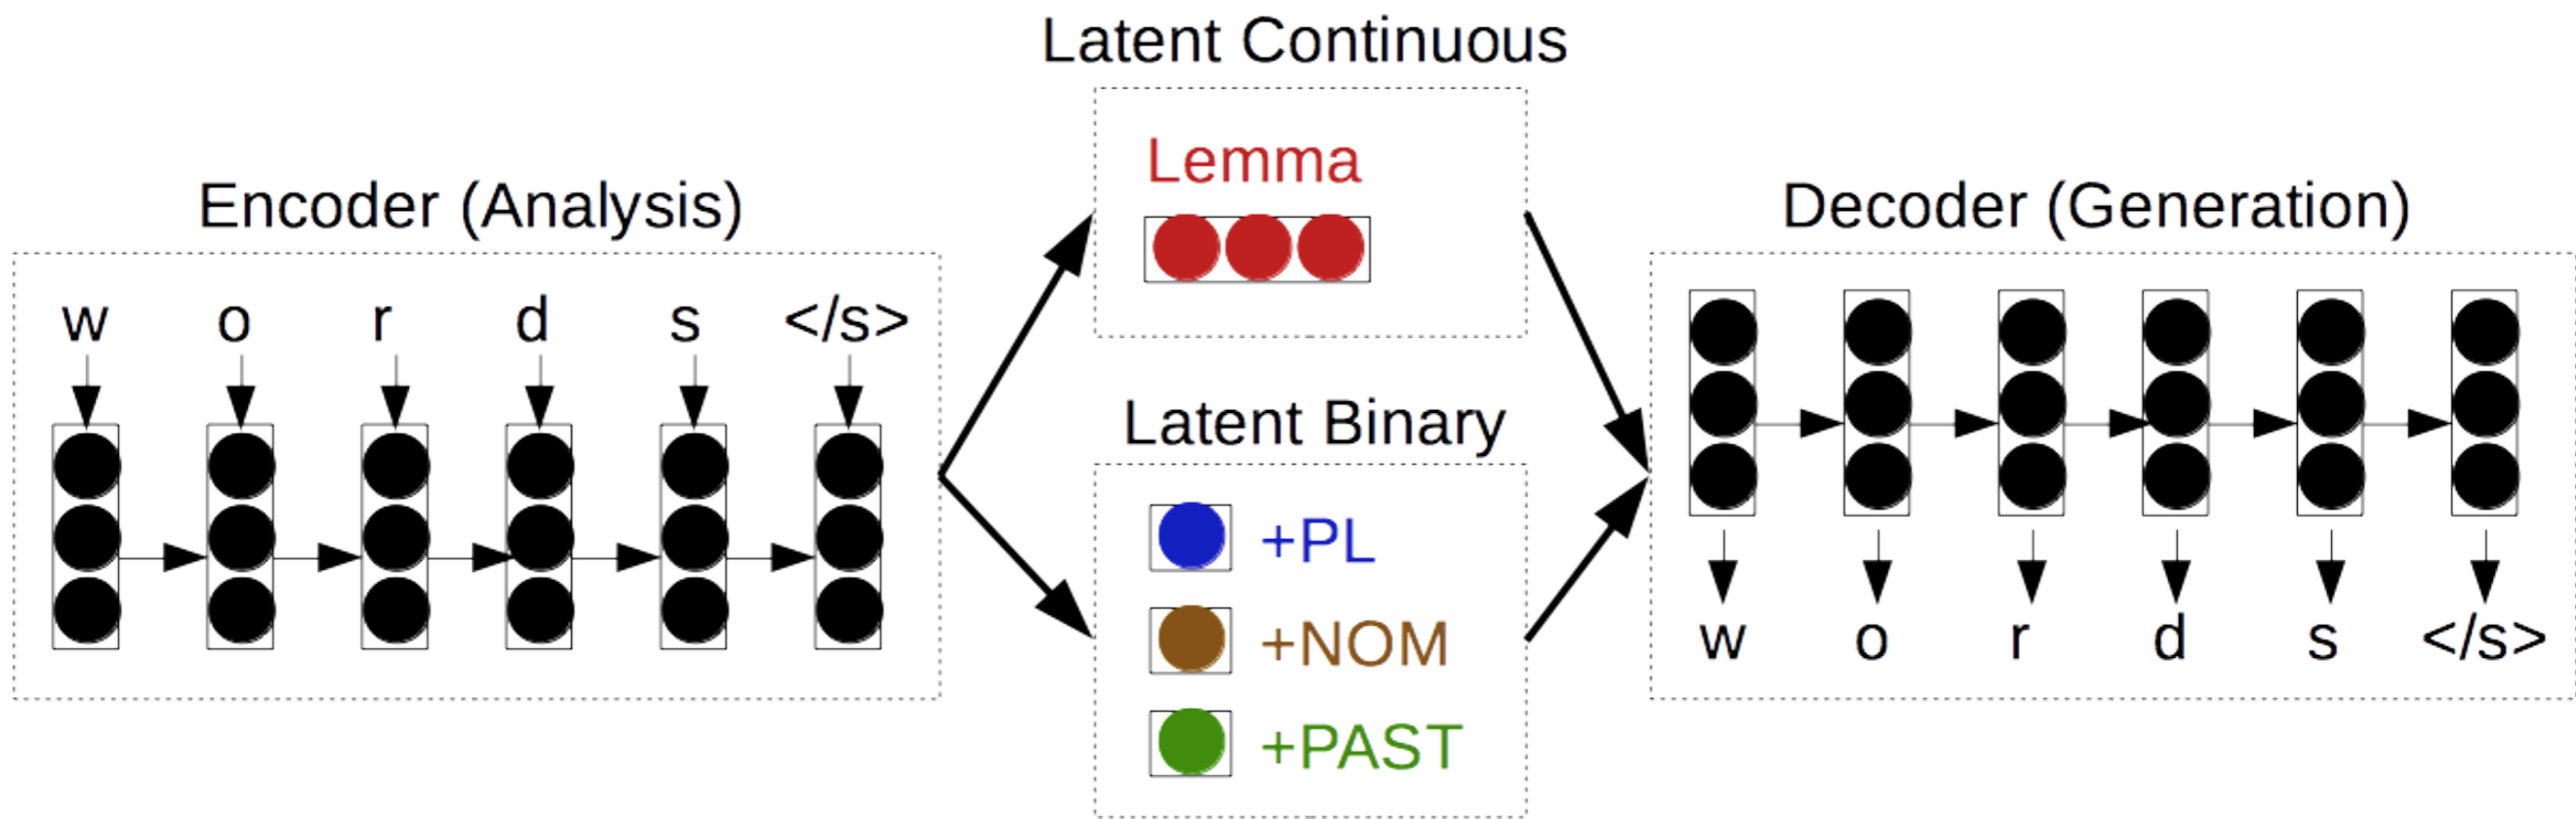 Latent Continuous
Lemma
Encoder (Analysis)
w o r d s </s>
Latent Binary
+PL
+NOM
+PAST
Decoder (Generation)
w o r d s </s>